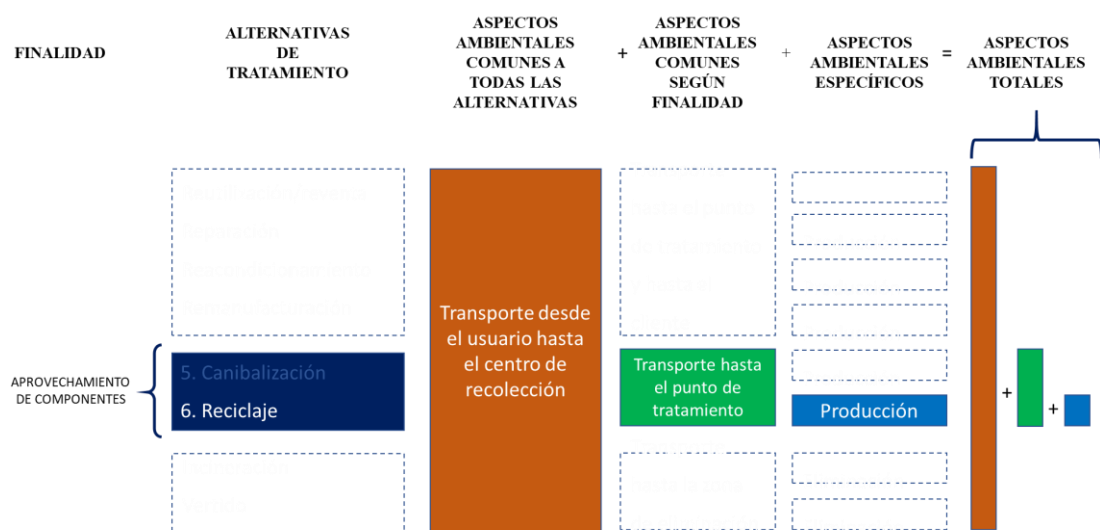 FINALIDAD
ALTERNATIVAS
DE
TRATAMIENTO
ASPECTOS
AMBIENTALES
COMUNES A
TODAS LAS
ALTERNATIVAS
+
ASPECTOS
AMBIENTALES
COMUNES
SEGÚN
FINALIDAD
+
ASPECTOS
AMBIENTALES
ESPECÍFICOS
=
ASPECTOS
AMBIENTALES
TOTALES
APROVECHAMIENTO
DE COMPONENTES
5. Canibalización
6. Reciclaje
Transporte desde
el usuario hasta
el centro de
recolección
Transporte hasta
el punto de
tratamiento
Producción
+
+